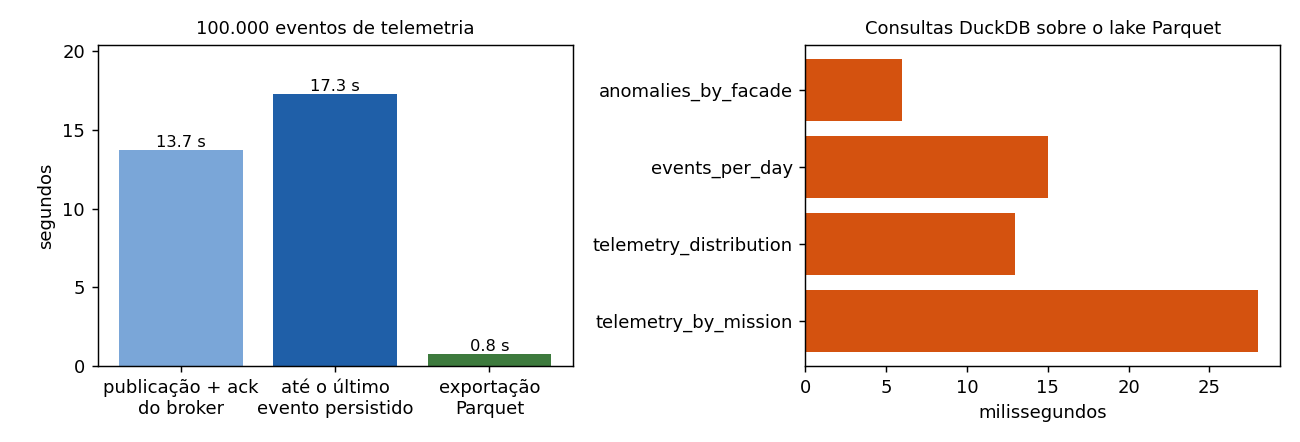 100.000 eventos de telemetria
segundos
20
15
10
5
0
13.7 s
17.3 s
0.8 s
publicação + ack
do broker
até o último
evento persistido
exportação
Parquet
Consultas DuckDB sobre o lake Parquet
anomalies_by_facade
events_per_day
telemetry_distribution
telemetry_by_mission
0 5 10 15 20 25
milissegundos